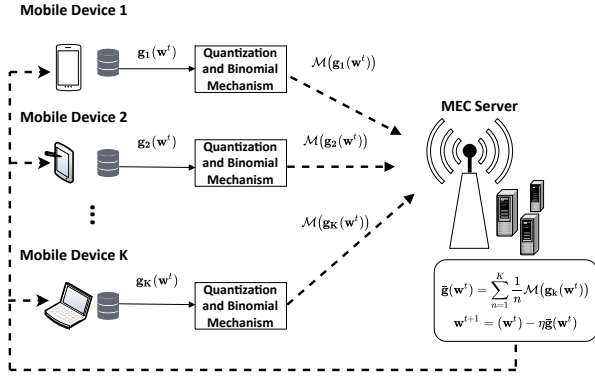 Mobile Device 1
g₁(wᵗ)
Quantization
and Binomial
Mechanism
ℳ(g₁(wᵗ))
Mobile Device 2
g₂(wᵗ)
Quantization
and Binomial
Mechanism
ℳ(g₂(wᵗ))
MEC Server
⋮
Mobile Device K
g_K(wᵗ)
Quantization
and Binomial
Mechanism
ℳ(g_K(wᵗ))
ḡ(wᵗ) = ∑_{n=1}^{K} 1/n ℳ(g_k(wᵗ))
wᵗ⁺¹ = (wᵗ) − ηḡ(wᵗ)